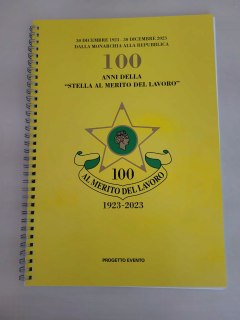 30 DICEMBRE 1923 - 30 DICEMBRE 2023
DALLA MONARCHIA ALLA REPUBBLICA
100
ANNI DELLA
"STELLA AL MERITO DEL LAVORO"
100
AL MERITO DEL LAVORO
1923-2023
PROGETTO EVENTO